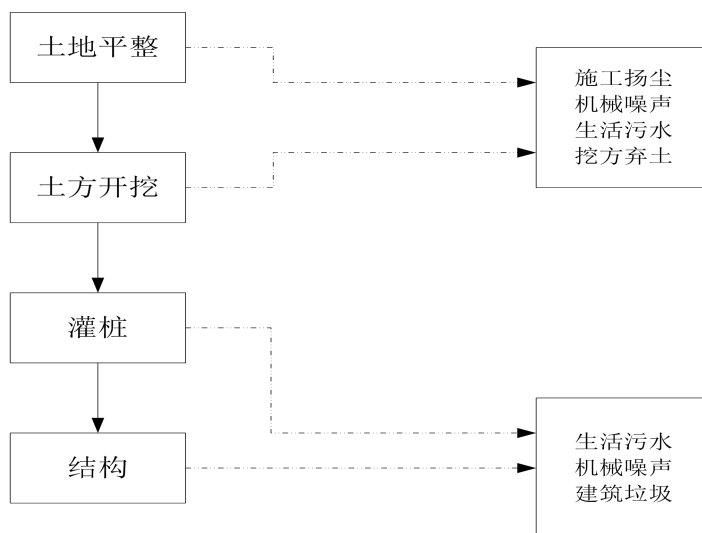 土地平整
施工扬尘
机械噪声
生活污水
挖方弃土
土方开挖
灌桩
结构
生活污水
机械噪声
建筑垃圾